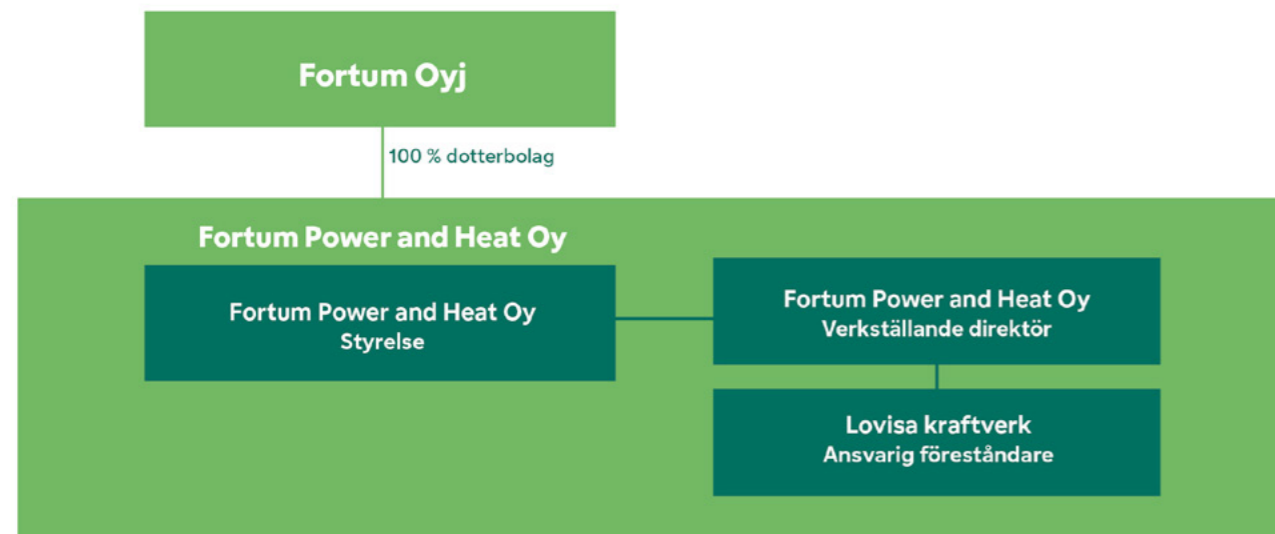 Fortum Oyj
100 % dotterbolag
Fortum Power and Heat Oy
Fortum Power and Heat Oy
Styrelse
Fortum Power and Heat Oy
Verkställande direktör
Lovisa kraftverk
Ansvarig föreståndare